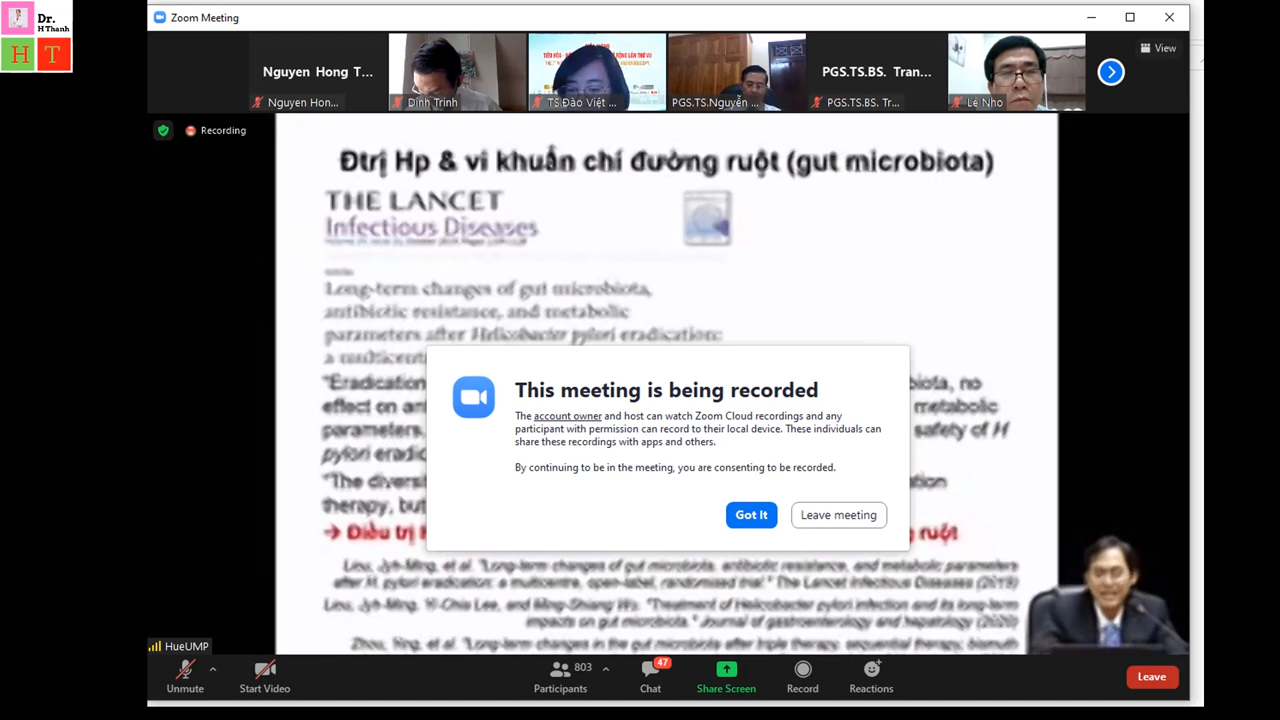 Dr.
H Thanh
H T
Zoom Meeting
View
Nguyen Hong T...
PGS.TS.BS. Tran...
Nguyen Hon...
Dinh Trinh
TS.Đào Việt ...
PGS.TS.Nguyễn ...
PGS.TS.BS. Tr...
Lê Nho
Recording
Đtrị Hp & vi khuẩn chí đường ruột (gut microbiota)
THE LANCET
Infectious Diseases
Long-term changes of gut microbiota,
antibiotic resistance, and metabolic
parameters after Helicobacter pylori eradication:
a multicent
"Eradication biota, no
effect on an metabolic
parameters. safety of H
pylori eradic
"The divers ation
therapy, but
→ Điều trị H g ruột
This meeting is being recorded
The account owner and host can watch Zoom Cloud recordings and any
participant with permission can record to their local device. These individuals can
share these recordings with apps and others.
By continuing to be in the meeting, you are consenting to be recorded.
Got It Leave meeting
Liou, Jyh-Ming, et al. "Long-term changes of gut microbiota, antibiotic resistance, and metabolic parameters
after H. pylori eradication: a multicentre, open-label, randomised trial." The Lancet Infectious Diseases (2019)
Liou, Jyh-Ming, Yi-Chia Lee, and Ming-Shiang Wu. "Treatment of Helicobacter pylori infection and its long-term
impacts on gut microbiota." Journal of gastroenterology and hepatology (2020)
Zhou, Ying, et al. "Long-term changes in the gut microbiota after triple therapy, sequential therapy, bismuth
HueUMP
803
47
Unmute
Start Video
Participants
Chat
Share Screen
Record
Reactions
Leave